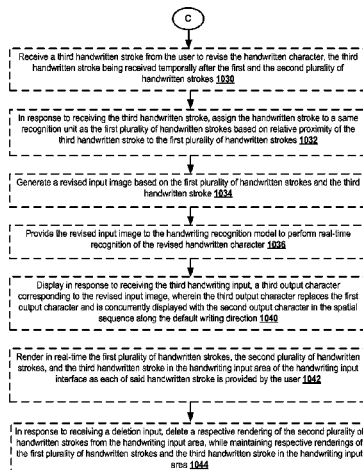 C
Receive a third handwritten stroke from the user to revise the handwritten character, the third
handwritten stroke being received temporally after the first and the second plurality of
handwritten strokes 1030
In response to receiving the third handwritten stroke, assign the handwritten stroke to a same
recognition unit as the first plurality of handwritten strokes based on relative proximity of the
third handwritten stroke to the first plurality of handwritten strokes 1032
Generate a revised input image based on the first plurality of handwritten strokes and the third
handwritten stroke 1034
Provide the revised input image to the handwriting recognition model to perform real-time
recognition of the revised handwritten character 1036
Display in response to receiving the third handwriting input, a third output character
corresponding to the revised input image, wherein the third output character replaces the first
output character and is concurrently displayed with the second output character in the spatial
sequence along the default writing direction 1040
Render in real-time the first plurality of handwritten strokes, the second plurality of handwritten
strokes, and the third handwritten stroke in the handwriting input area of the handwriting input
interface as each of said handwritten stroke is provided by the user 1042
In response to receiving a deletion input, delete a respective rendering of the second plurality of
handwritten strokes from the handwriting input area, while maintaining respective renderings of
the first plurality of handwritten strokes and the third handwritten stroke in the handwriting input
area 1044